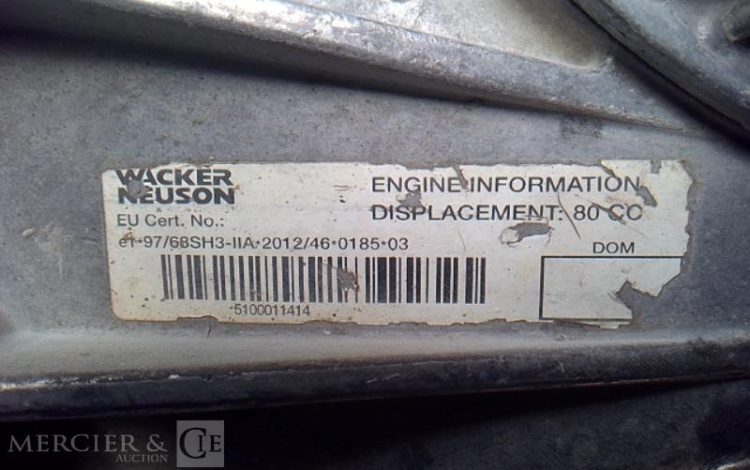 WACKER
NEUSON
EU Cert. No.:
e1*97/68SH3-IIA*2012/46*0185*03
5100011414
ENGINE INFORMATION
DISPLACEMENT: 80 CC
DOM
MERCIER & CIE
AUCTION